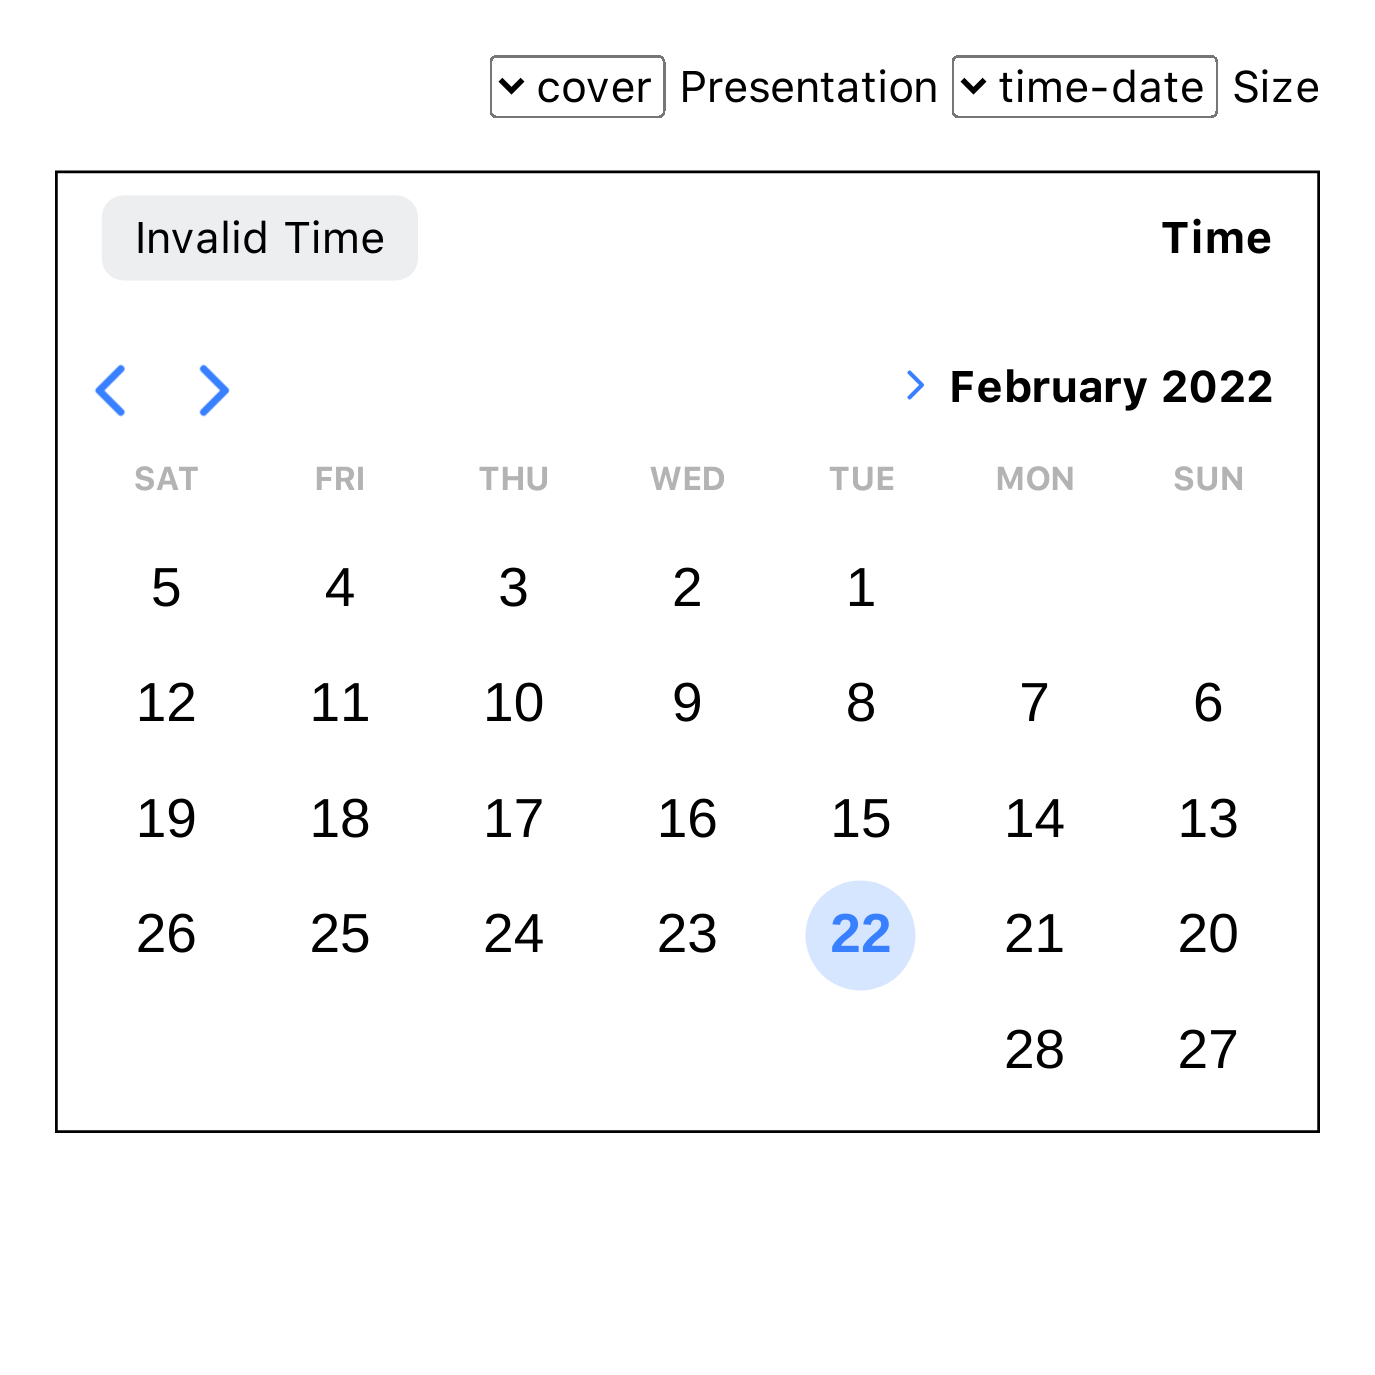 cover Presentation time-date Size
Invalid Time Time
February 2022
SAT FRI THU WED TUE MON SUN
5 4 3 2 1
12 11 10 9 8 7 6
19 18 17 16 15 14 13
26 25 24 23 22 21 20
28 27